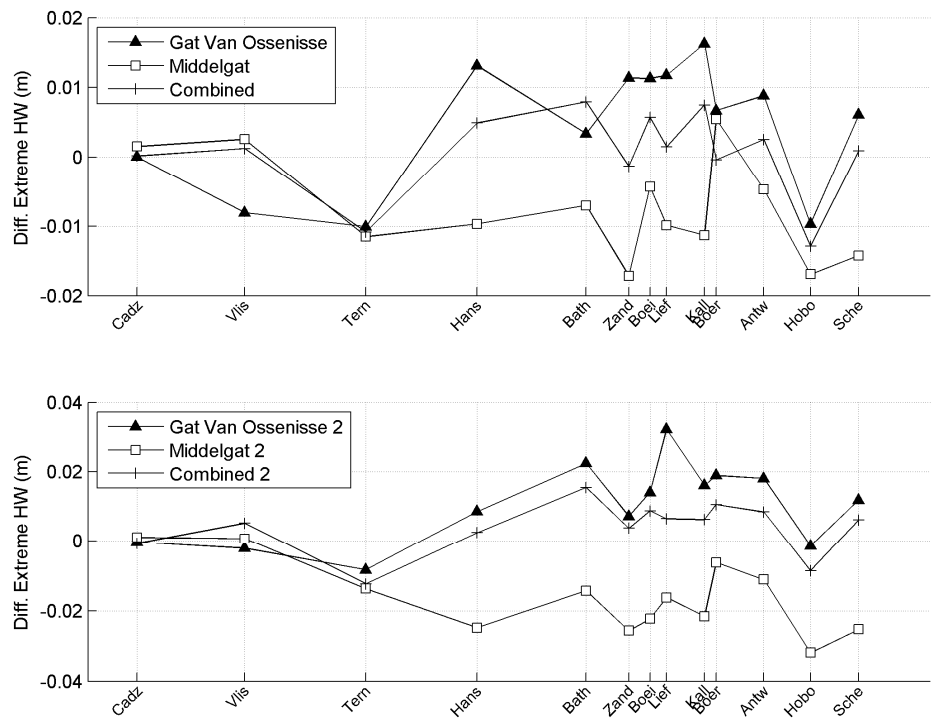 0.02
0.01
0
-0.01
-0.02
Diff. Extreme HW (m)
Gat Van Ossenisse
Middelgat
Combined
Cadz Vlis Tern Hans Bath Zand Boei Lief Kall Boer Antw Hobo Sche
0.04
0.02
0
-0.02
-0.04
Diff. Extreme HW (m)
Gat Van Ossenisse 2
Middelgat 2
Combined 2
Cadz Vlis Tern Hans Bath Zand Boei Lief Kall Boer Antw Hobo Sche